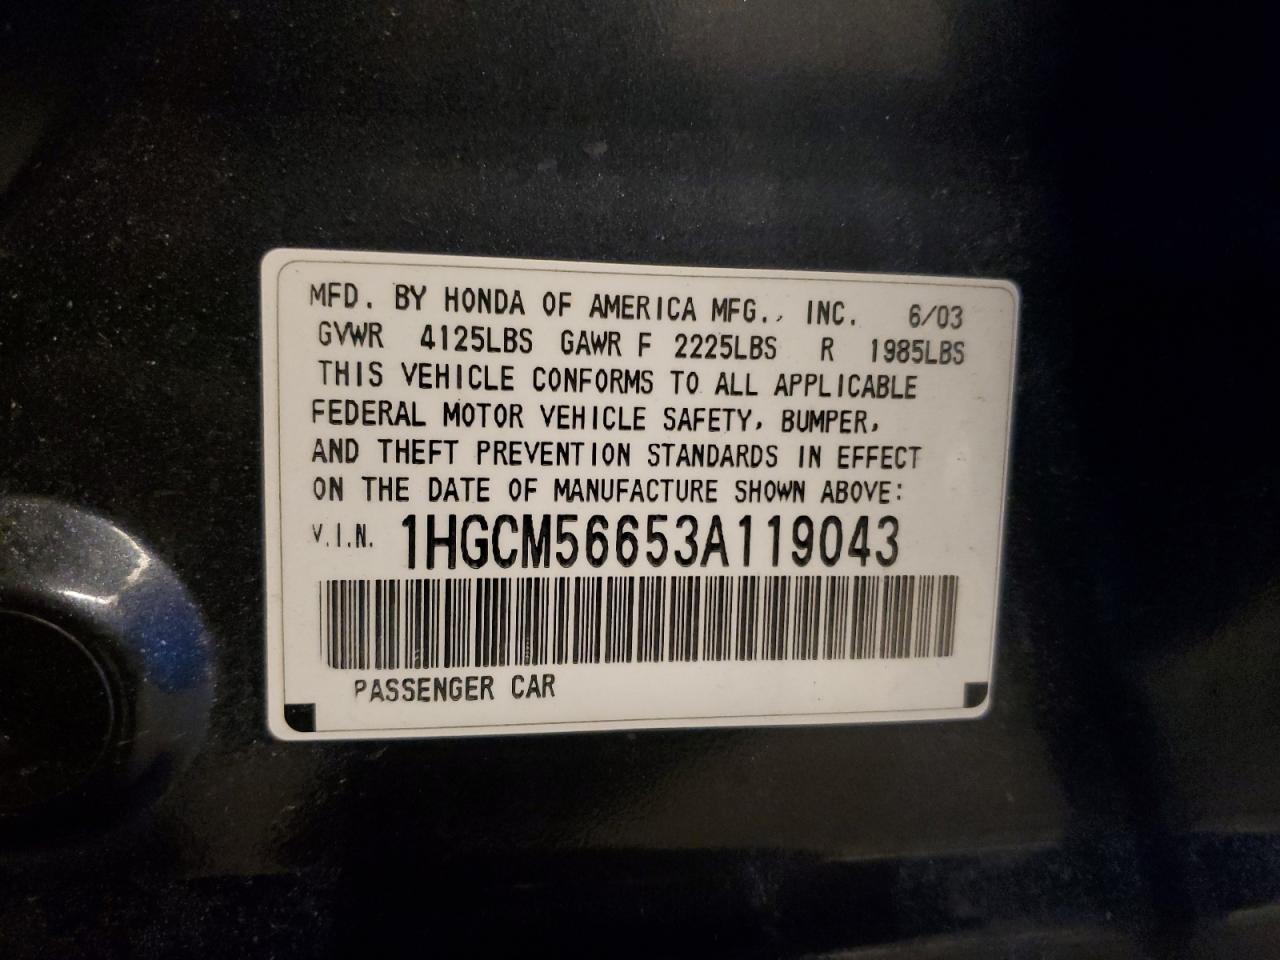 MFD. BY HONDA OF AMERICA MFG., INC. 6/03
GVWR 4125LBS GAWR F 2225LBS R 1985LBS
THIS VEHICLE CONFORMS TO ALL APPLICABLE
FEDERAL MOTOR VEHICLE SAFETY, BUMPER,
AND THEFT PREVENTION STANDARDS IN EFFECT
ON THE DATE OF MANUFACTURE SHOWN ABOVE:
V.I.N. 1HGCM56653A119043
PASSENGER CAR